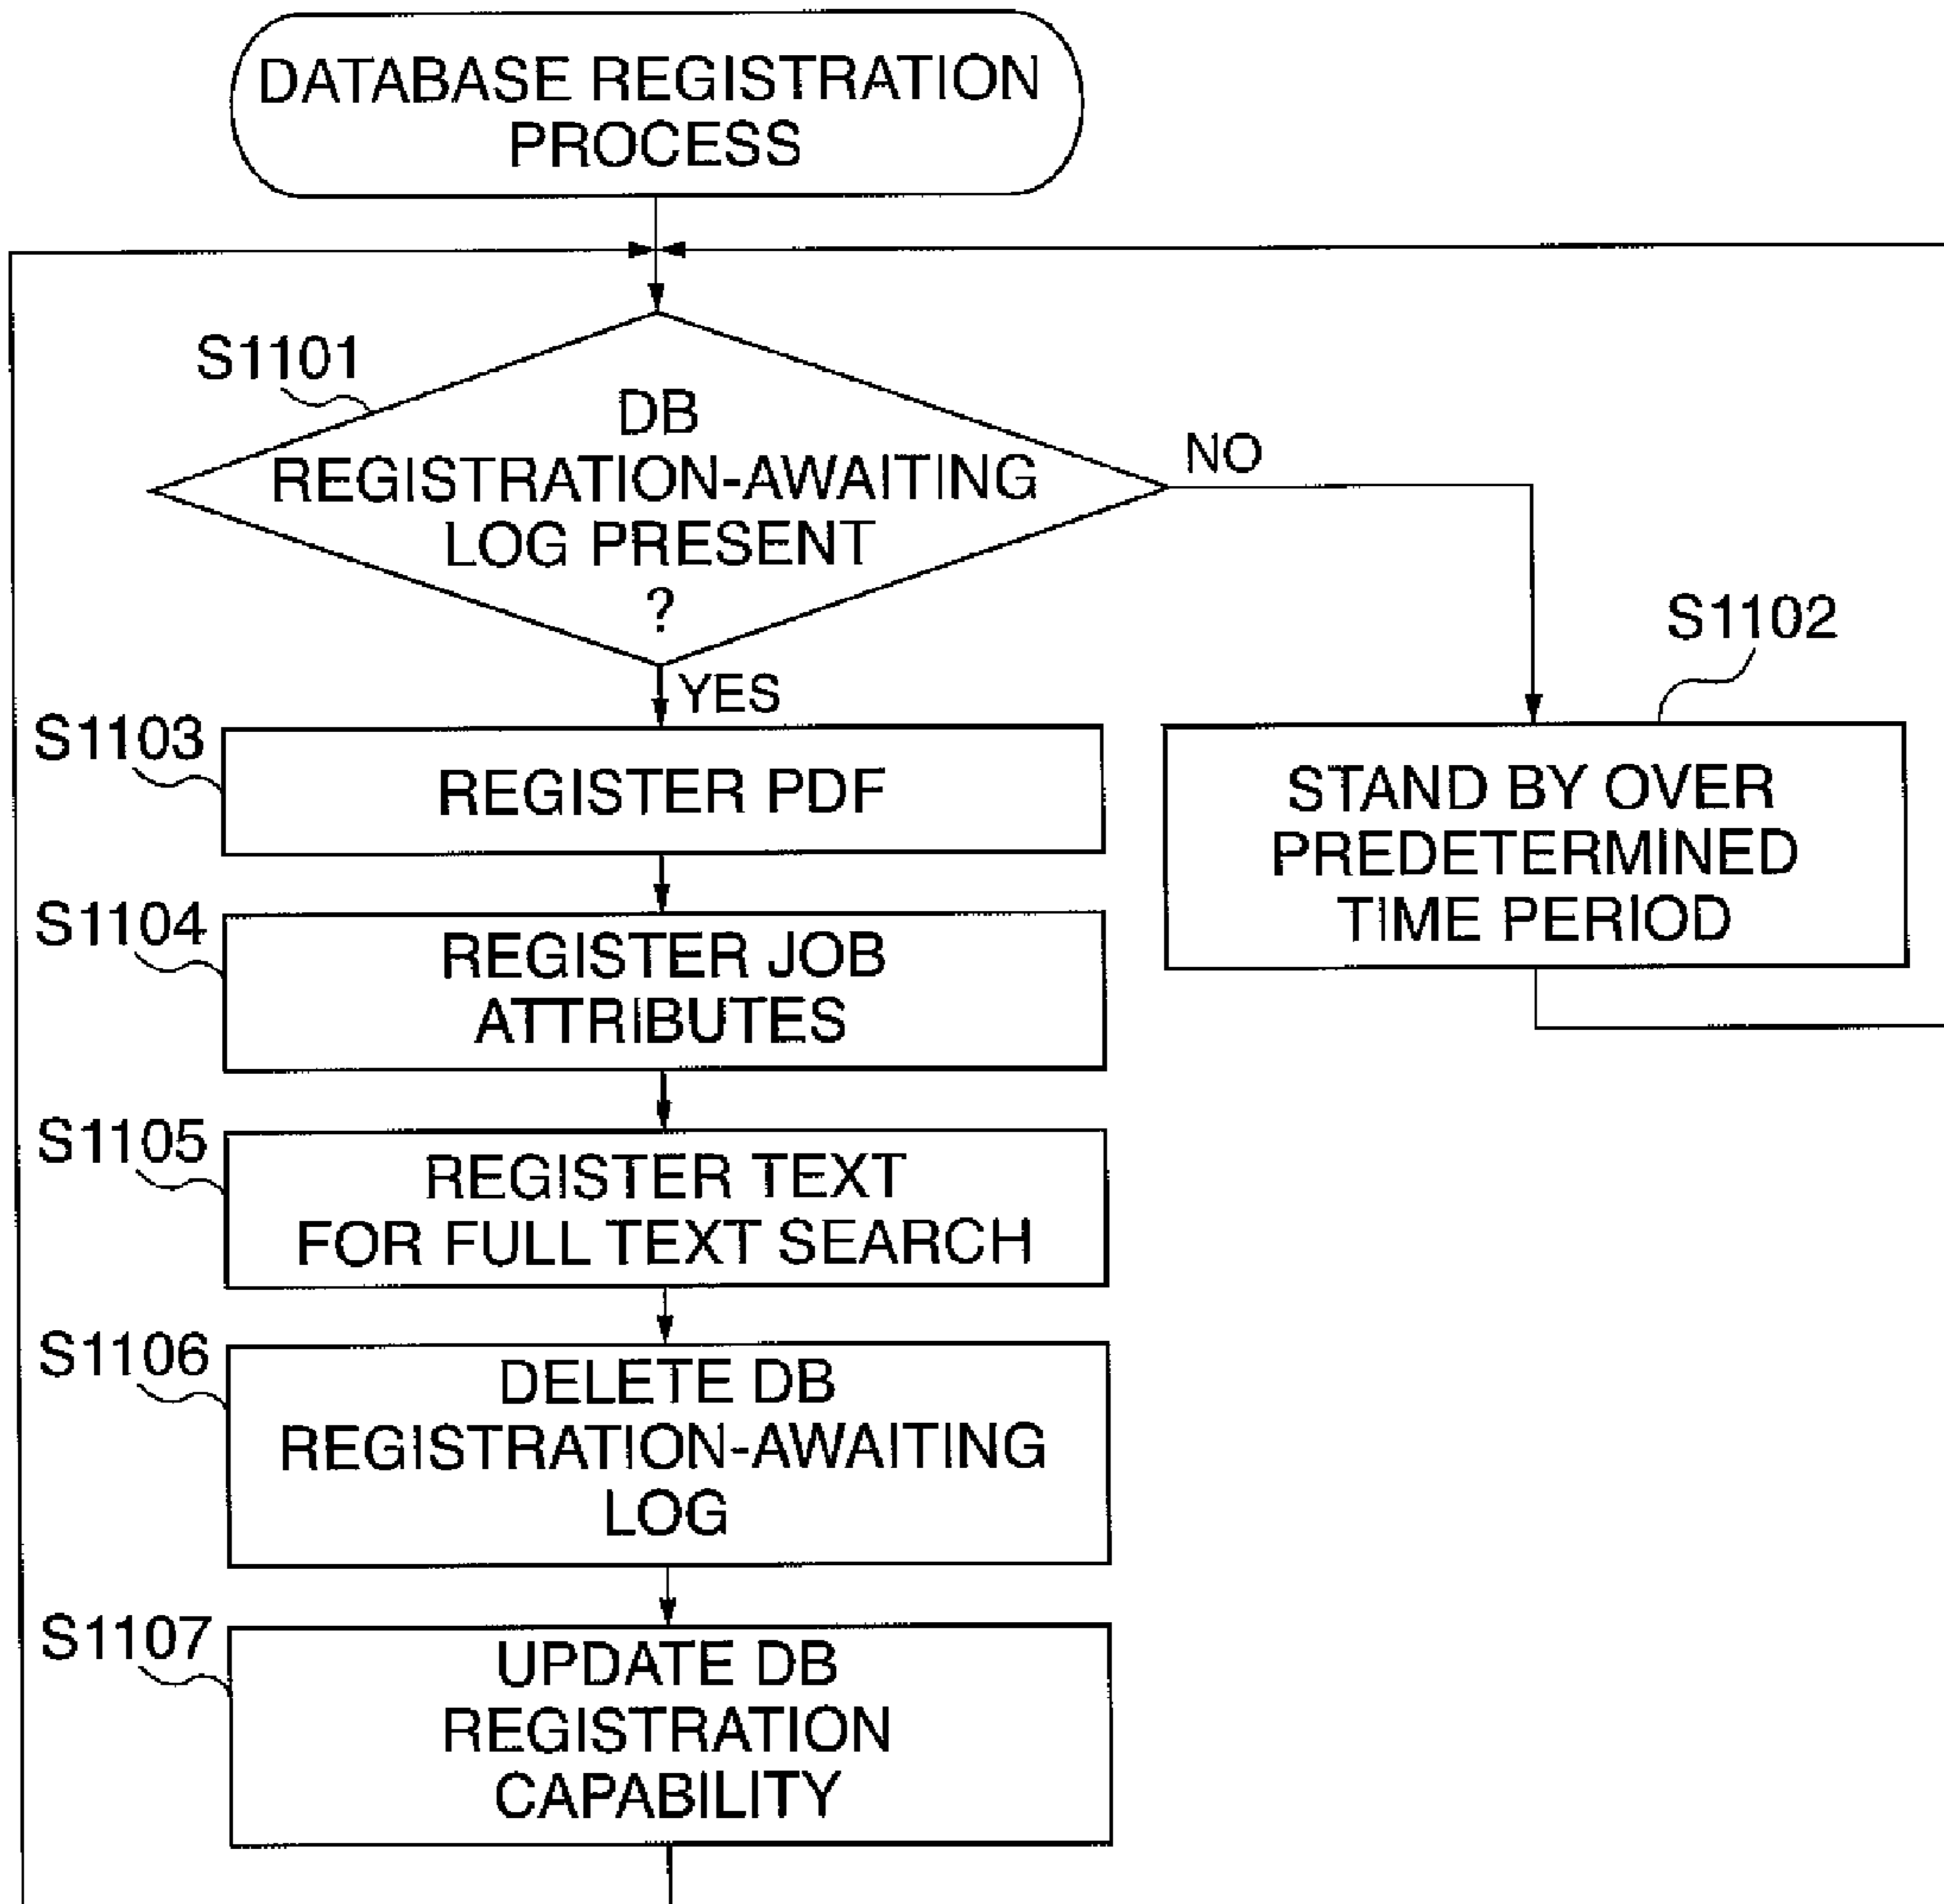 DATABASE REGISTRATION
PROCESS
S1101
DB
REGISTRATION-AWAITING
LOG PRESENT
?
NO
YES
S1102
STAND BY OVER
PREDETERMINED
TIME PERIOD
S1103
REGISTER PDF
S1104
REGISTER JOB
ATTRIBUTES
S1105
REGISTER TEXT
FOR FULL TEXT SEARCH
S1106
DELETE DB
REGISTRATION-AWAITING
LOG
S1107
UPDATE DB
REGISTRATION
CAPABILITY